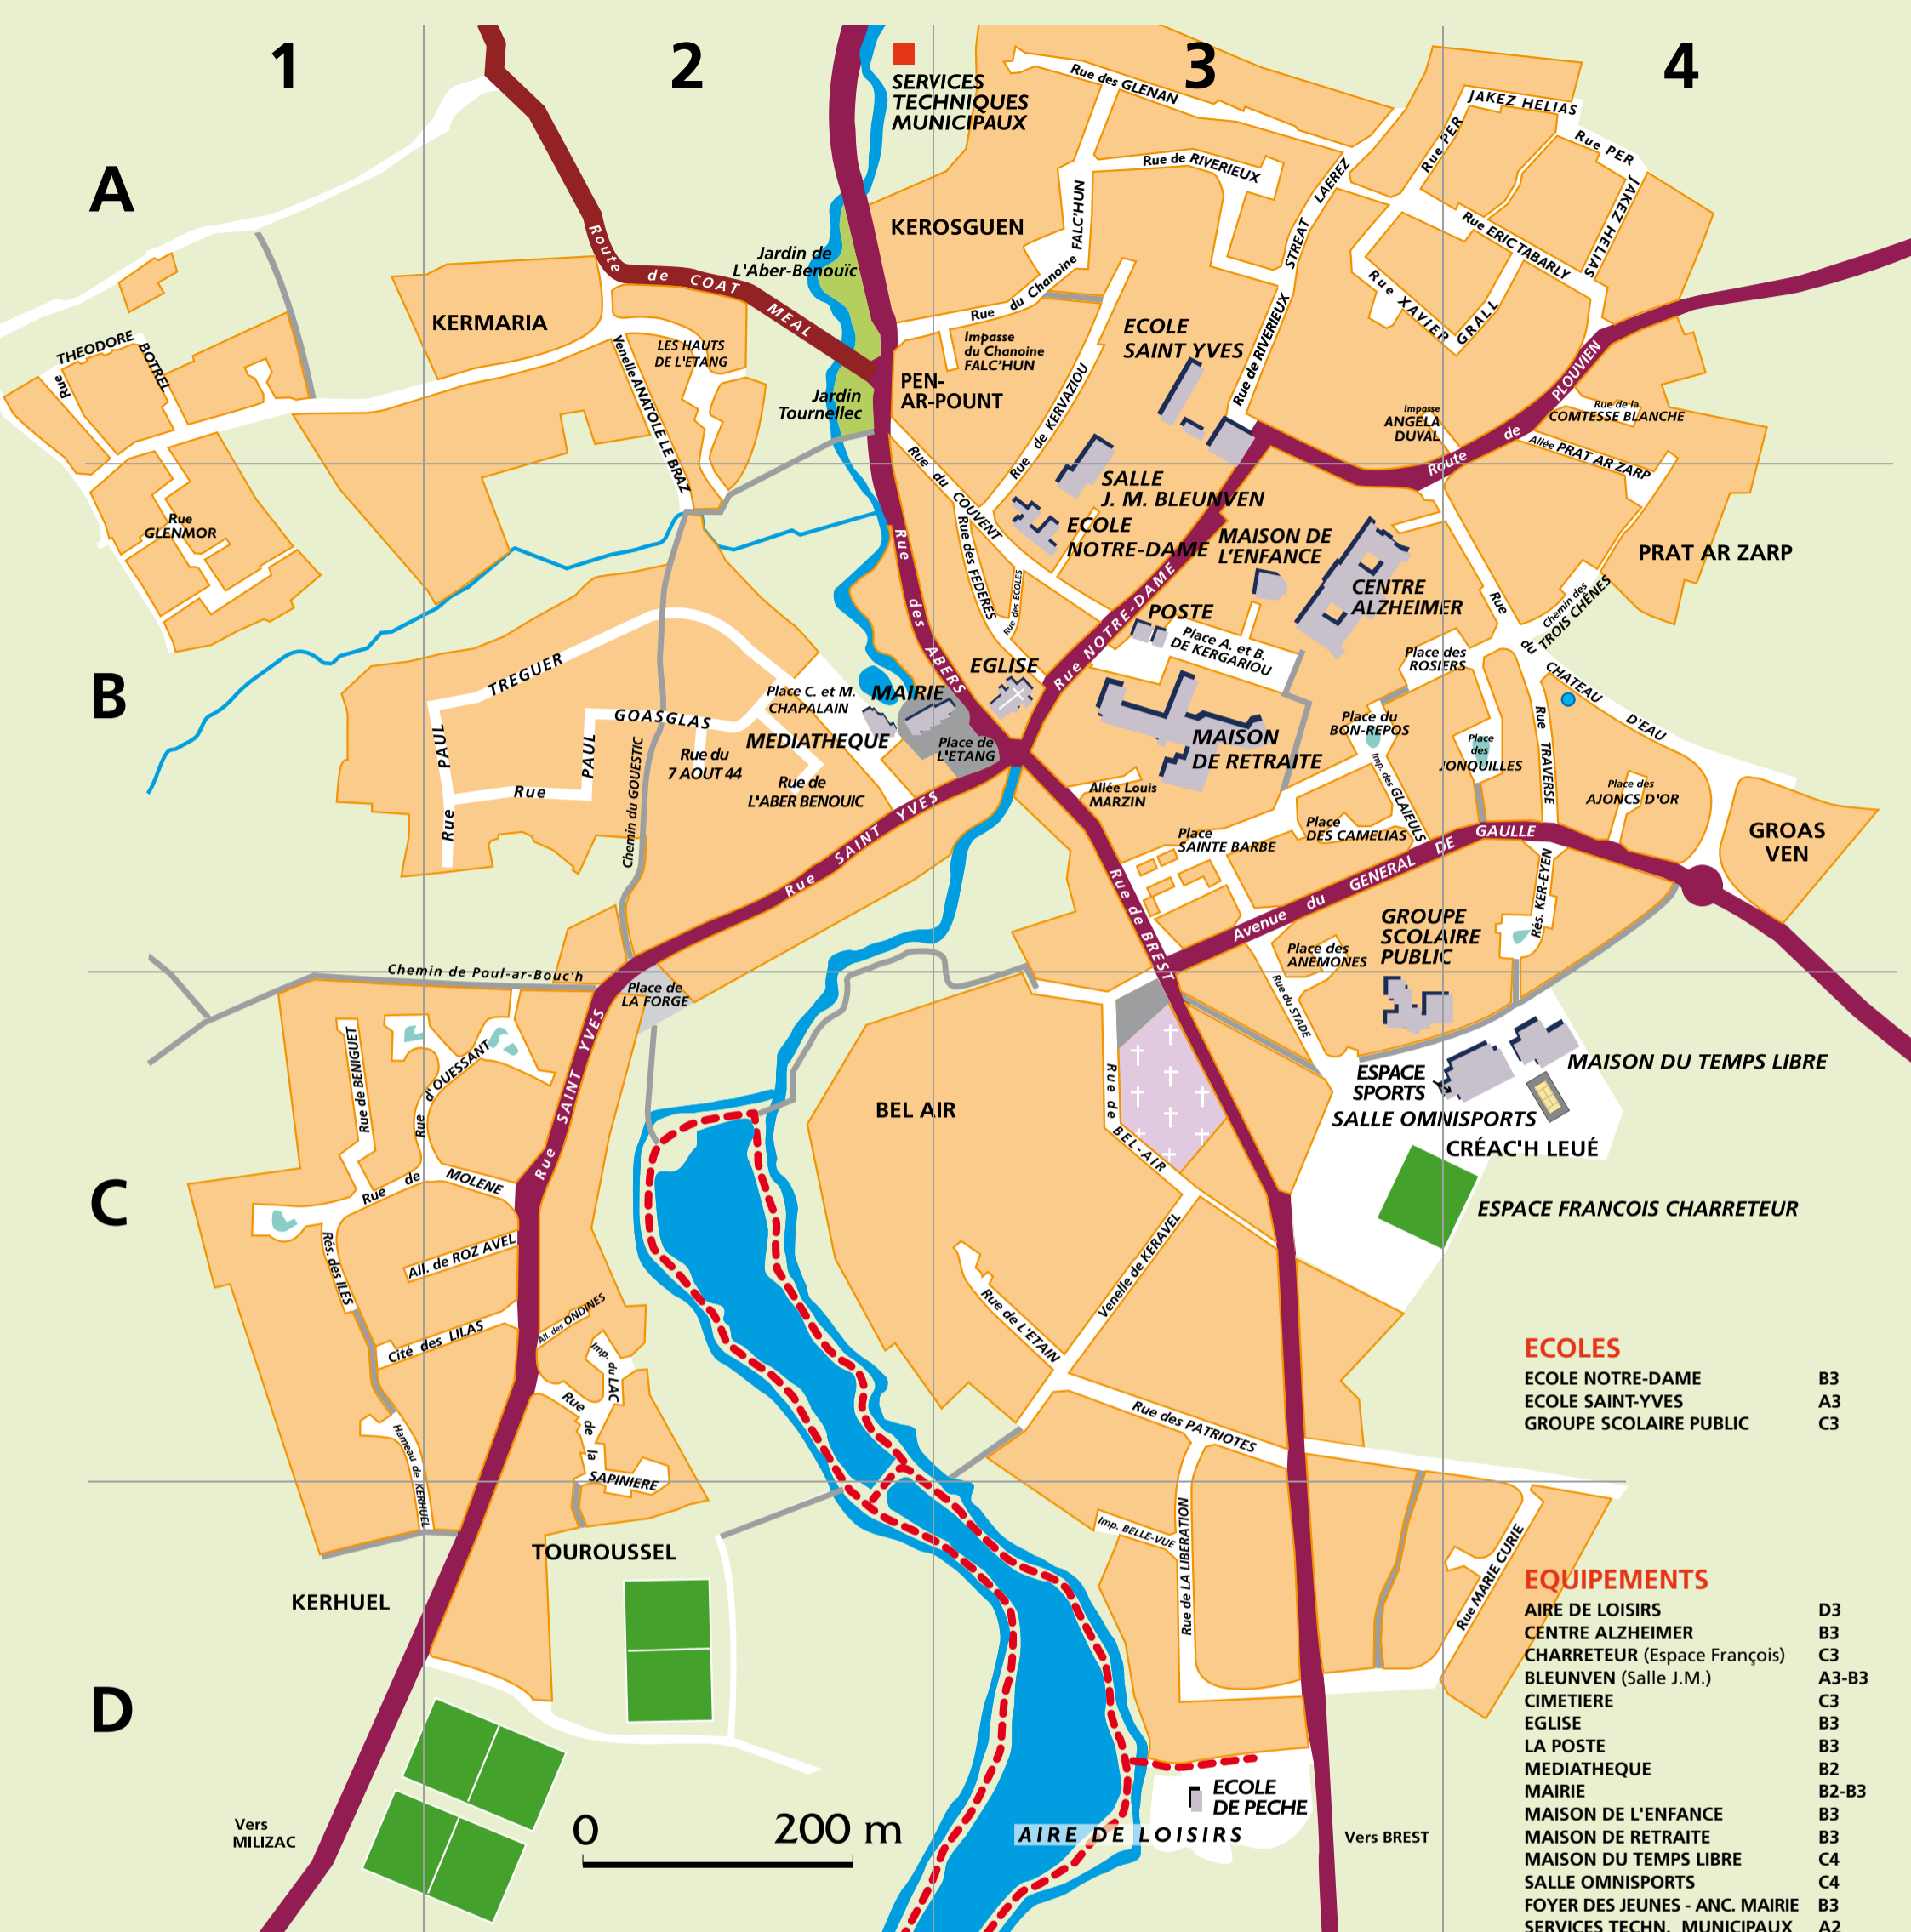 1
2
3
4
A
B
C
D
SERVICES
TECHNIQUES
MUNICIPAUX
Rue des GLENAN
JAKEZ HELIAS
Rue PER
Rue PER
JAKEZ HELIAS
Rue de RIVERIEUX
STREAT LAEREZ
Rue ERIC TABARLY
KEROSGUEN
FALC'HUN
Rue du Chanoine
Jardin de
L'Aber-Benouïc
Route de COAT MEAL
KERMARIA
LES HAUTS
DE L'ETANG
Venelle ANATOLE LE BRAZ
Rue THEODORE
BOTREL
Rue
GLENMOR
Jardin
Tournellec
PEN-
AR-POUNT
Impasse
du Chanoine
FALC'HUN
ECOLE
SAINT YVES
Rue de RIVERIEUX
Rue XAVIER
GRALL
Rue de KERVAZIOU
Impasse
ANGELA
DUVAL
Route de PLOUVIEN
Rue de la
COMTESSE BLANCHE
Allée PRAT AR ZARP
PRAT AR ZARP
Rue du COUVENT
SALLE
J. M. BLEUNVEN
ECOLE
NOTRE-DAME
Rue des FEDERES
Rue des ECOLES
MAISON DE
L'ENFANCE
CENTRE
ALZHEIMER
Rue NOTRE-DAME
POSTE
Place A. et B.
DE KERGARIOU
EGLISE
Rue des ABERS
Chemin des
TROIS CHÊNES
Rue du CHATEAU D'EAU
Place des
ROSIERS
Place du
BON-REPOS
Place
des
JONQUILLES
Rue TRAVERSE
Place des
AJONCS D'OR
GROAS
VEN
Imp. des GLAIEULS
Place
DES CAMELIAS
MAISON
DE RETRAITE
Allée Louis
MARZIN
Place
SAINTE BARBE
Rue PAUL TREGUER
Rue PAUL GOASGLAS
Chemin du GOUESTIC
Rue du
7 AOUT 44
Rue de
L'ABER BENOUIC
Place C. et M.
CHAPALAIN
MAIRIE
MEDIATHEQUE
Place de
L'ETANG
Rue SAINT YVES
Rue de BREST
Avenue du GENERAL DE GAULLE
Rés. KER-EYEN
GROUPE
SCOLAIRE
PUBLIC
Place des
ANEMONES
Rue du STADE
Chemin de Poul-ar-Bouc'h
Place de
LA FORGE
Rue SAINT YVES
Rue de BENIGUET
Rue d'OUESSANT
Rue de MOLENE
All. de ROZ AVEL
Rés. des ILES
Cité des LILAS
All. des ONDINES
Imp. du LAC
Rue de la SAPINIERE
Hameau de KERHUEL
BEL AIR
Rue de BEL-AIR
MAISON DU TEMPS LIBRE
ESPACE
SPORTS
SALLE OMNISPORTS
CRÉAC'H LEUÉ
ESPACE FRANCOIS CHARRETEUR
Venelle de KERAVEL
Rue de L'ETAIN
Rue des PATRIOTES
Imp. BELLE-VUE
Rue de LA LIBERATION
Rue MARIE CURIE
TOUROUSSEL
KERHUEL
Vers
MILIZAC
0 200 m
ECOLE
DE PECHE
AIRE DE LOISIRS
Vers BREST
ECOLES
ECOLE NOTRE-DAME B3
ECOLE SAINT-YVES A3
GROUPE SCOLAIRE PUBLIC C3
EQUIPEMENTS
AIRE DE LOISIRS D3
CENTRE ALZHEIMER B3
CHARRETEUR (Espace François) C3
BLEUNVEN (Salle J.M.) A3-B3
CIMETIERE C3
EGLISE B3
LA POSTE B3
MEDIATHEQUE B2
MAIRIE B2-B3
MAISON DE L'ENFANCE B3
MAISON DE RETRAITE B3
MAISON DU TEMPS LIBRE C4
SALLE OMNISPORTS C4
FOYER DES JEUNES - ANC. MAIRIE B3
SERVICES TECHN. MUNICIPAUX A2